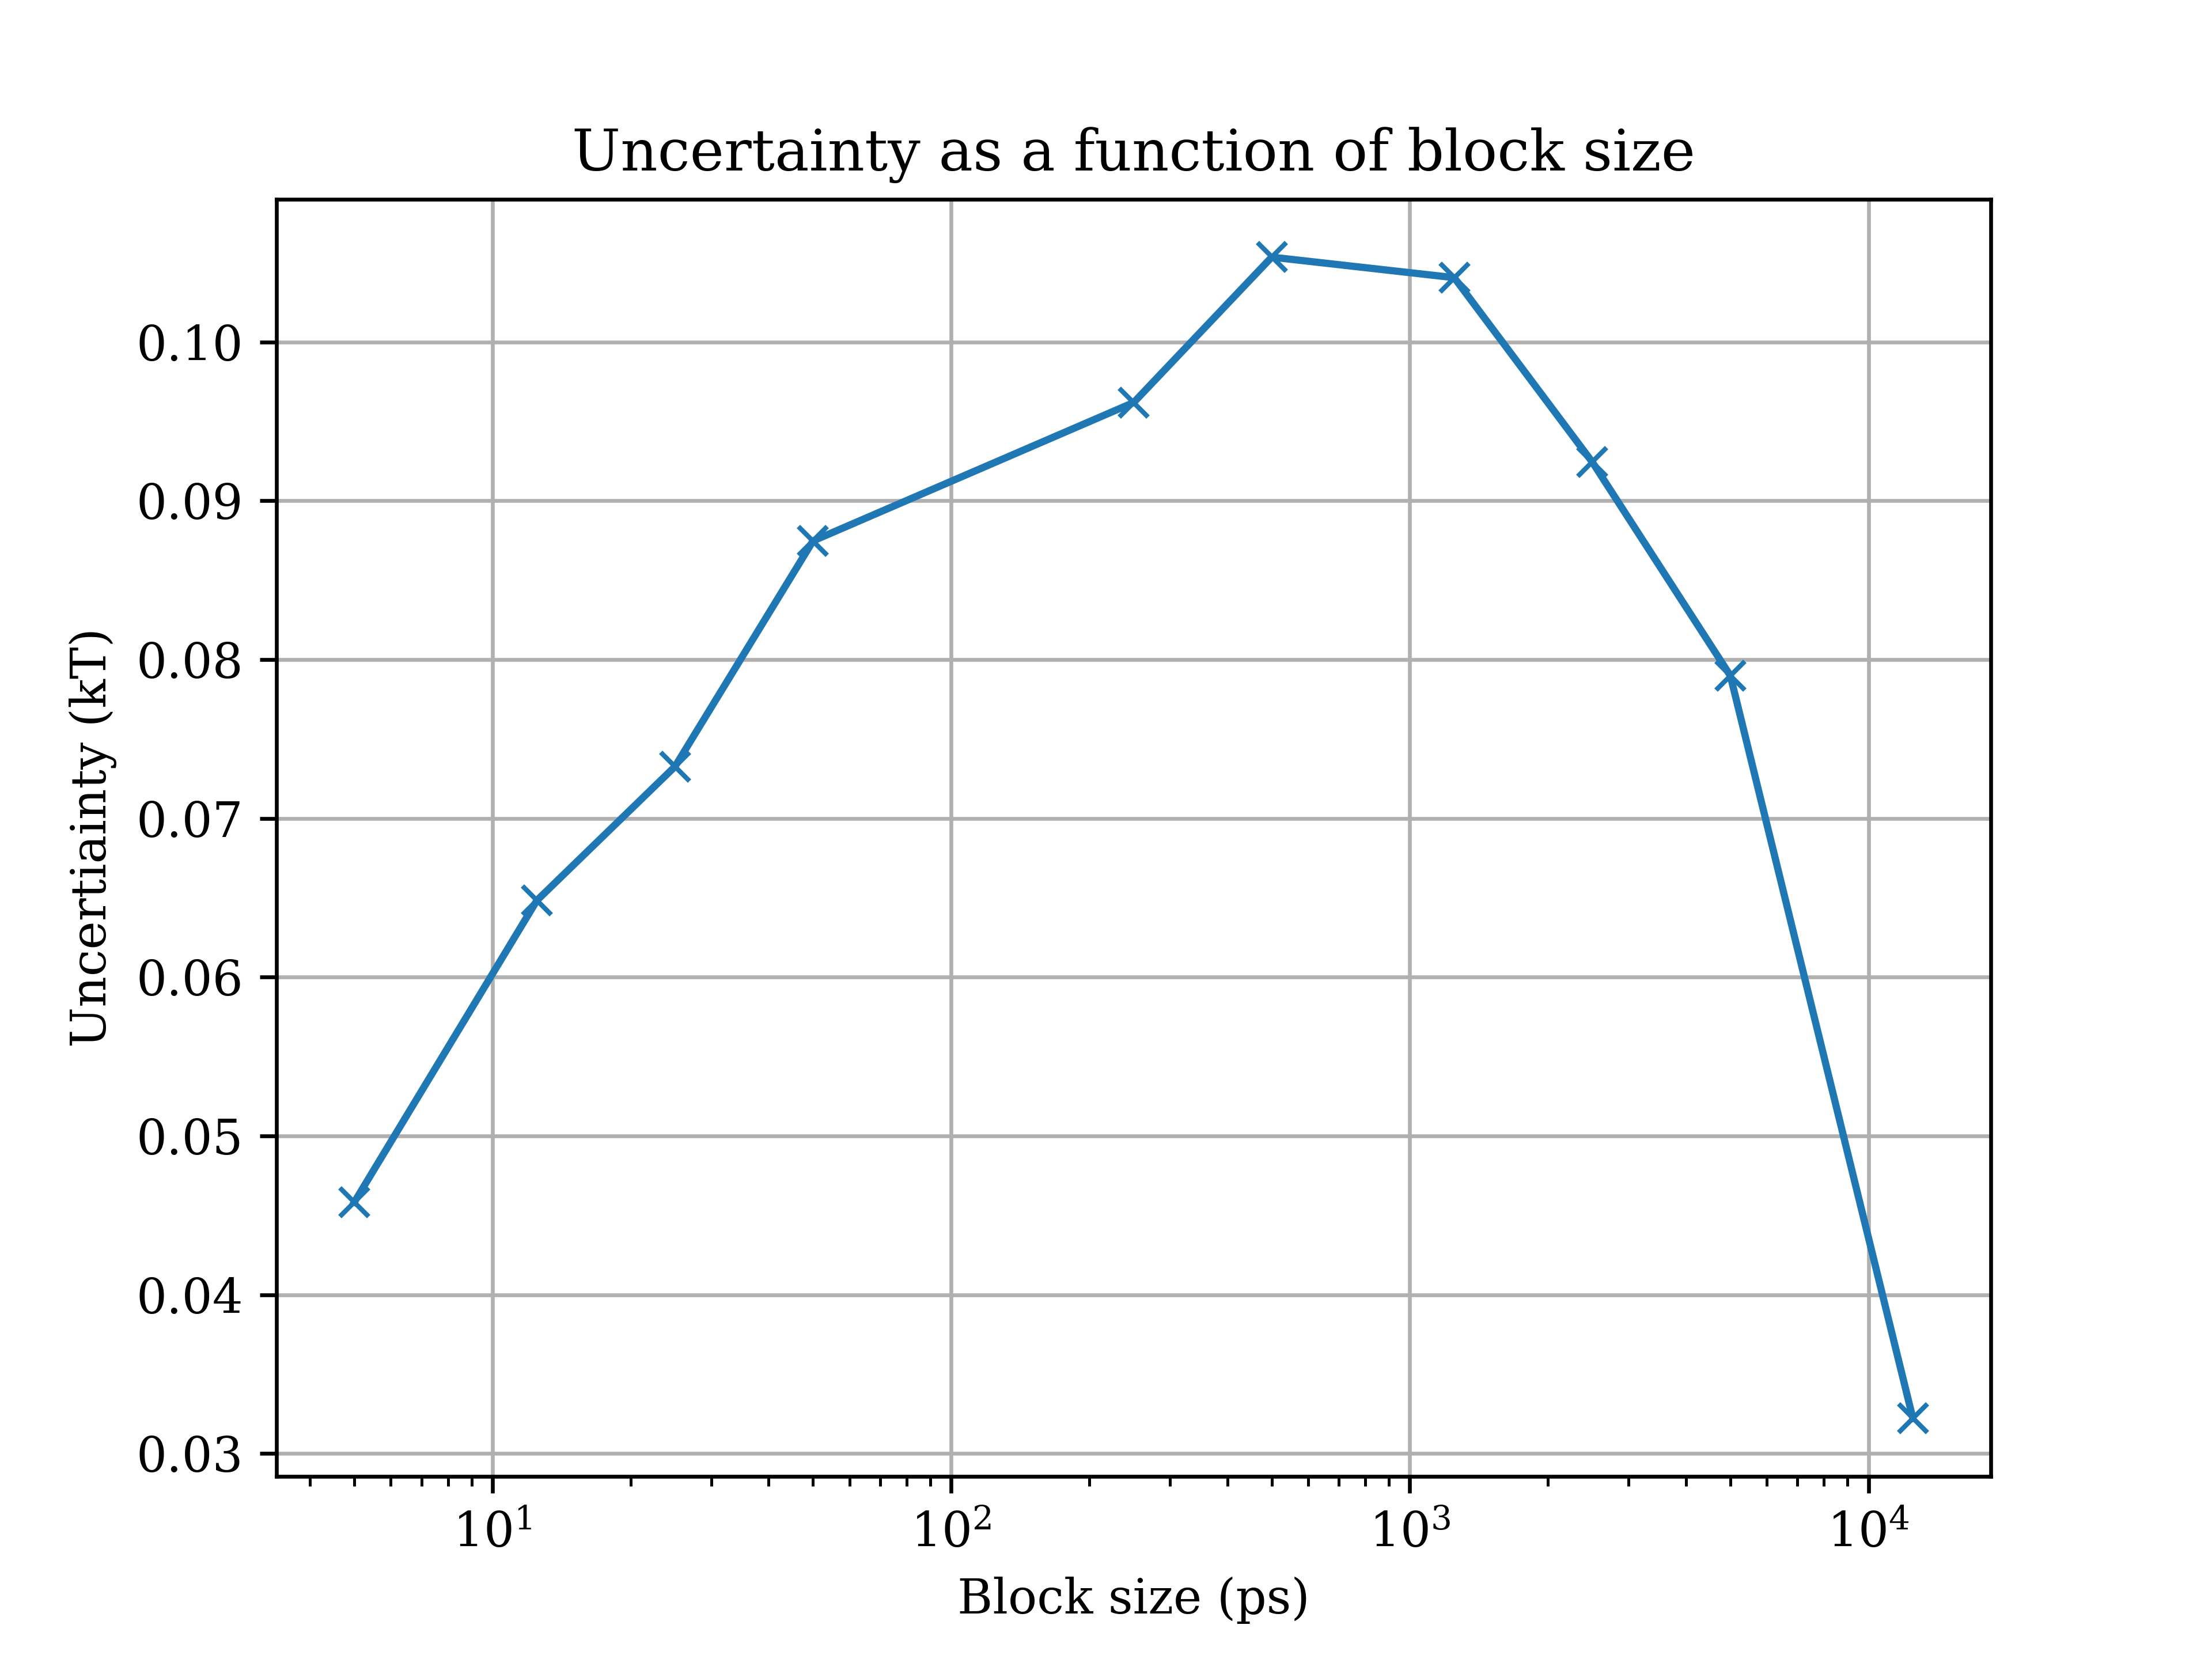 Uncertainty as a function of block size
Uncertiainty (kT)
0.10
0.09
0.08
0.07
0.06
0.05
0.04
0.03
10¹ 10² 10³ 10⁴
Block size (ps)